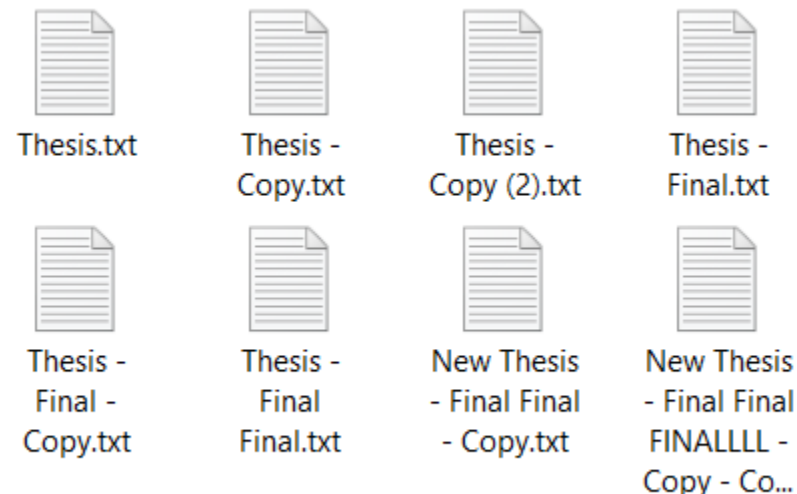 Thesis.txt
Thesis -
Copy.txt
Thesis -
Copy (2).txt
Thesis -
Final.txt
Thesis -
Final -
Copy.txt
Thesis -
Final
Final.txt
New Thesis
- Final Final
- Copy.txt
New Thesis
- Final Final
FINALLLL -
Copy - Co...